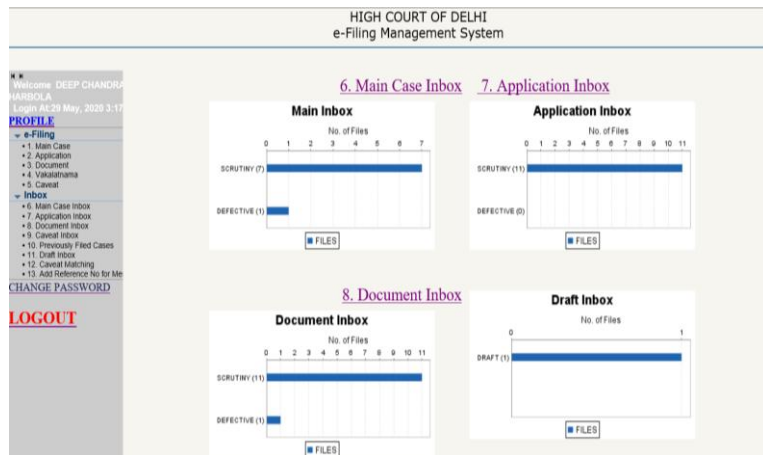 HIGH COURT OF DELHI
e-Filing Management System
Welcome DEEP CHANDRA
HARBOLA
Login At:29 May, 2020 3:17
PROFILE
e-Filing
1. Main Case
2. Application
3. Document
4. Vakalatnama
5. Caveat
Inbox
6. Main Case Inbox
7. Application Inbox
8. Document Inbox
9. Caveat Inbox
10. Previously Filed Cases
11. Draft Inbox
12. Caveat Matching
13. Add Reference No for Me
CHANGE PASSWORD
LOGOUT
6. Main Case Inbox
Main Inbox
No. of Files
0 1 2 3 4 5 6 7
SCRUTINY (7)
DEFECTIVE (1)
FILES
7. Application Inbox
Application Inbox
No. of Files
0 1 2 3 4 5 6 7 8 9 10 11
SCRUTINY (11)
DEFECTIVE (0)
FILES
8. Document Inbox
Document Inbox
No. of Files
0 1 2 3 4 5 6 7 8 9 10 11
SCRUTINY (11)
DEFECTIVE (1)
FILES
Draft Inbox
No. of Files
0 1
DRAFT (1)
FILES